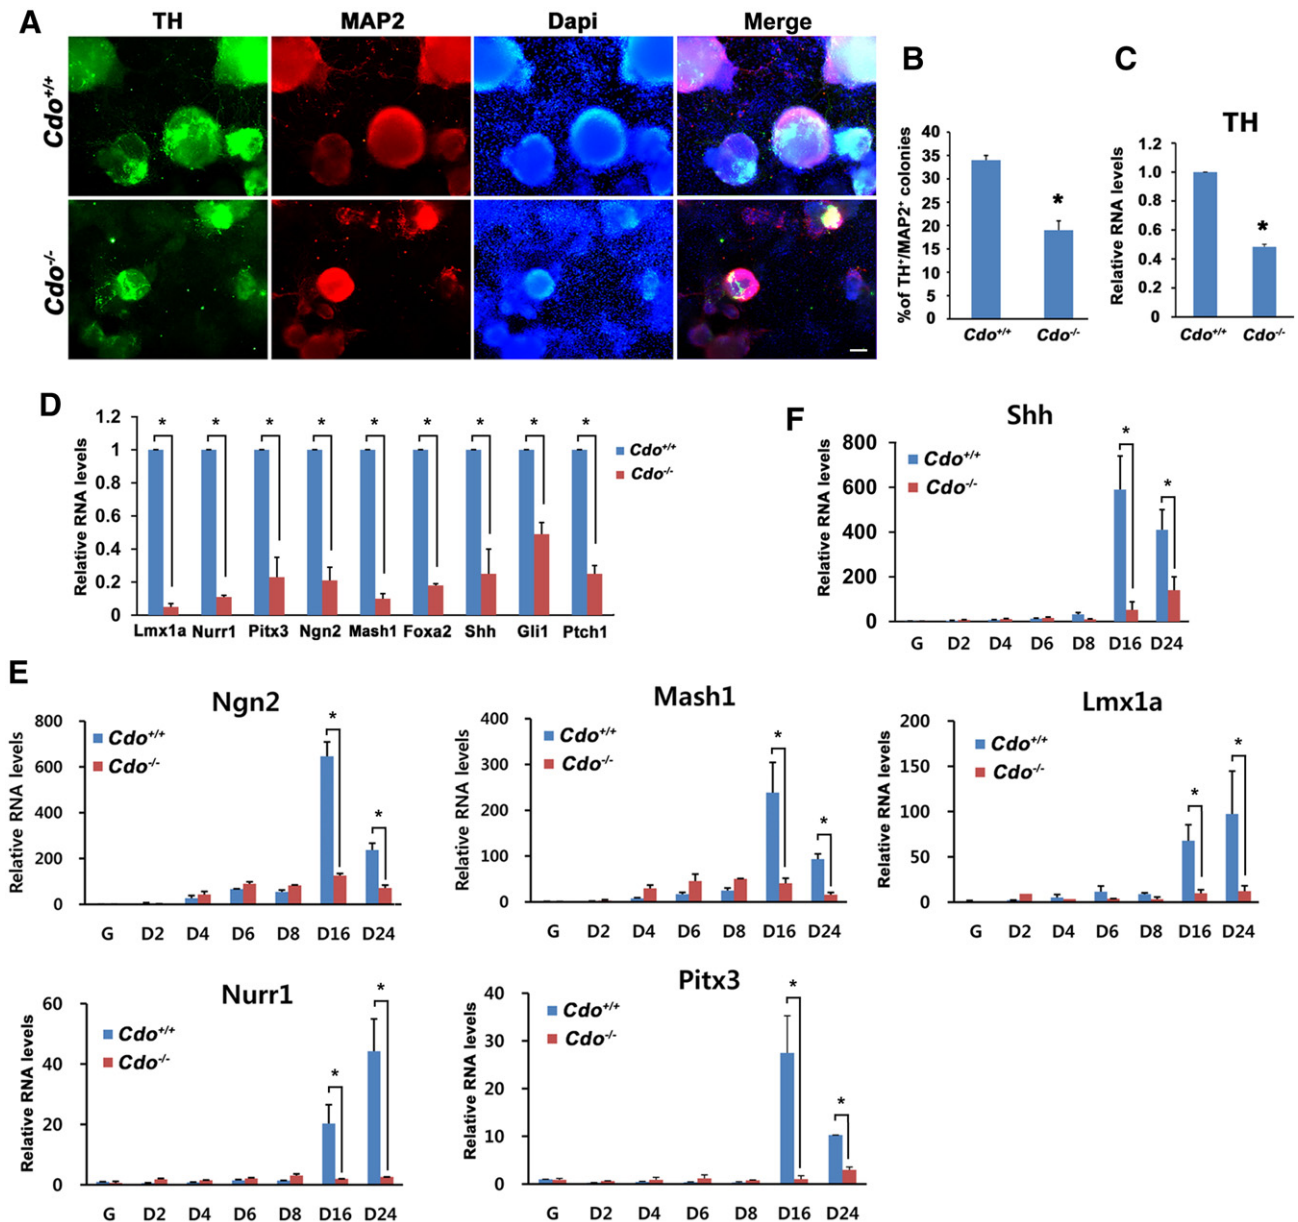 A
TH
MAP2
Dapi
Merge
Cdo+/+
Cdo-/-
B
% of TH+/MAP2+ colonies
40
35
30
25
20
15
10
5
0
*
Cdo+/+
Cdo-/-
C
TH
Relative RNA levels
1.2
1.0
0.8
0.6
0.4
0.2
0
*
Cdo+/+
Cdo-/-
D
Relative RNA levels
1.2
1
0.8
0.6
0.4
0.2
0
* * * * * * * * *
Cdo+/+
Cdo-/-
Lmx1a Nurr1 Pitx3 Ngn2 Mash1 Foxa2 Shh Gli1 Ptch1
F
Shh
Relative RNA levels
800
600
400
200
0
Cdo+/+
Cdo-/-
* *
G D2 D4 D6 D8 D16 D24
E
Ngn2
Relative RNA levels
800
600
400
200
0
Cdo+/+
Cdo-/-
* *
G D2 D4 D6 D8 D16 D24
Mash1
Relative RNA levels
400
300
200
100
0
Cdo+/+
Cdo-/-
* *
G D2 D4 D6 D8 D16 D24
Lmx1a
Relative RNA levels
200
150
100
50
0
Cdo+/+
Cdo-/-
* *
G D2 D4 D6 D8 D16 D24
Nurr1
Relative RNA levels
60
40
20
0
Cdo+/+
Cdo-/-
* *
G D2 D4 D6 D8 D16 D24
Pitx3
Relative RNA levels
40
30
20
10
0
Cdo+/+
Cdo-/-
* *
G D2 D4 D6 D8 D16 D24